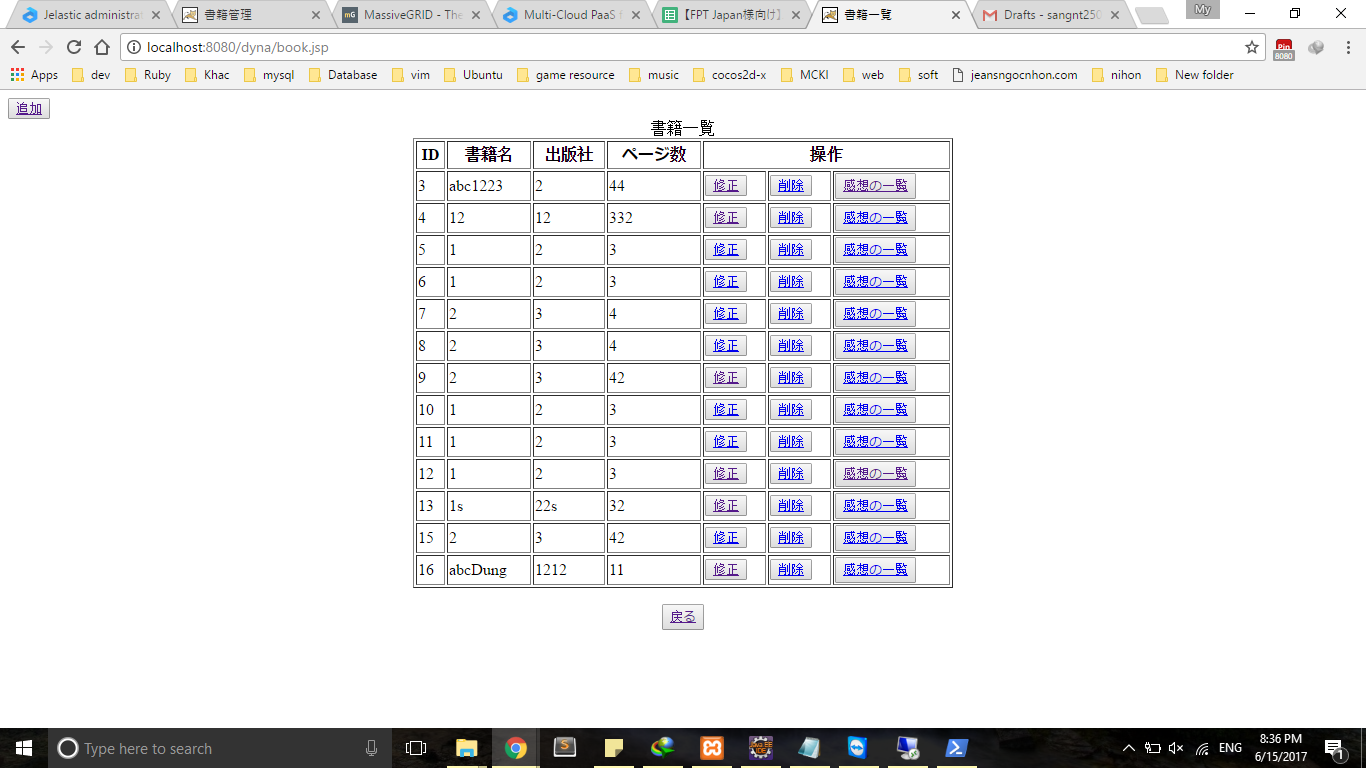 Jelastic administrat
書籍管理
MassiveGRID - The
Multi-Cloud PaaS f
【FPT Japan様向け】
書籍一覧
Drafts - sangnt250
My
localhost:8080/dyna/book.jsp
Pin
8080
Apps dev Ruby Khac mysql Database vim Ubuntu game resource music cocos2d-x MCKI web soft jeansngocnhon.com nihon New folder
追加
書籍一覧
ID 書籍名 出版社 ページ数 操作
3 abc1223 2 44 修正 削除 感想の一覧
4 12 12 332 修正 削除 感想の一覧
5 1 2 3 修正 削除 感想の一覧
6 1 2 3 修正 削除 感想の一覧
7 2 3 4 修正 削除 感想の一覧
8 2 3 4 修正 削除 感想の一覧
9 2 3 42 修正 削除 感想の一覧
10 1 2 3 修正 削除 感想の一覧
11 1 2 3 修正 削除 感想の一覧
12 1 2 3 修正 削除 感想の一覧
13 1s 22s 32 修正 削除 感想の一覧
15 2 3 42 修正 削除 感想の一覧
16 abcDung 1212 11 修正 削除 感想の一覧
戻る
Type here to search
ENG
8:36 PM
6/15/2017
1